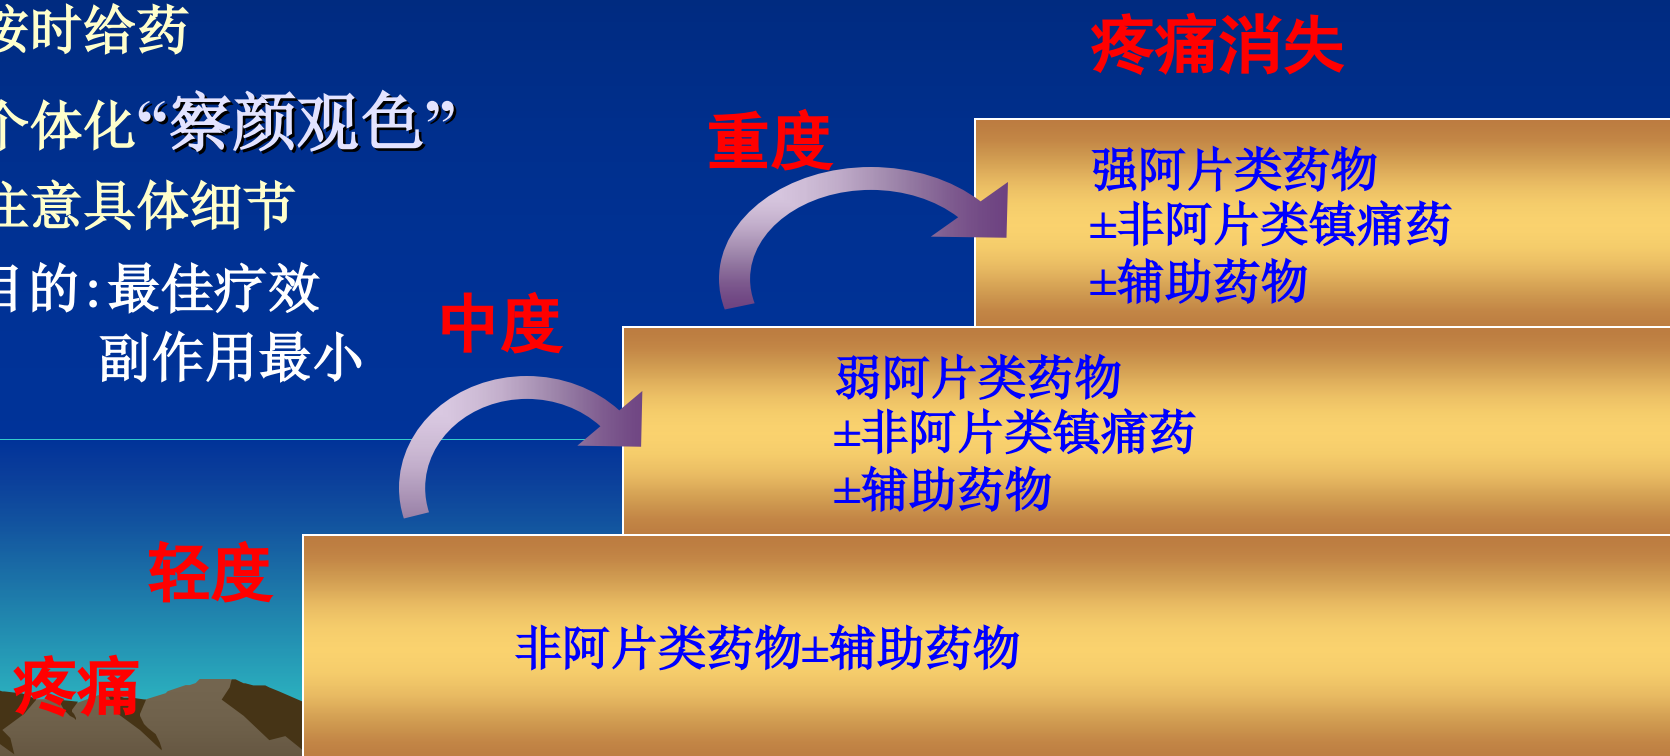 按时给药
个体化“察颜观色”
注意具体细节
目的:最佳疗效
副作用最小
疼痛消失
重度
强阿片类药物
±非阿片类镇痛药
±辅助药物
中度
弱阿片类药物
±非阿片类镇痛药
±辅助药物
轻度
非阿片类药物±辅助药物
疼痛